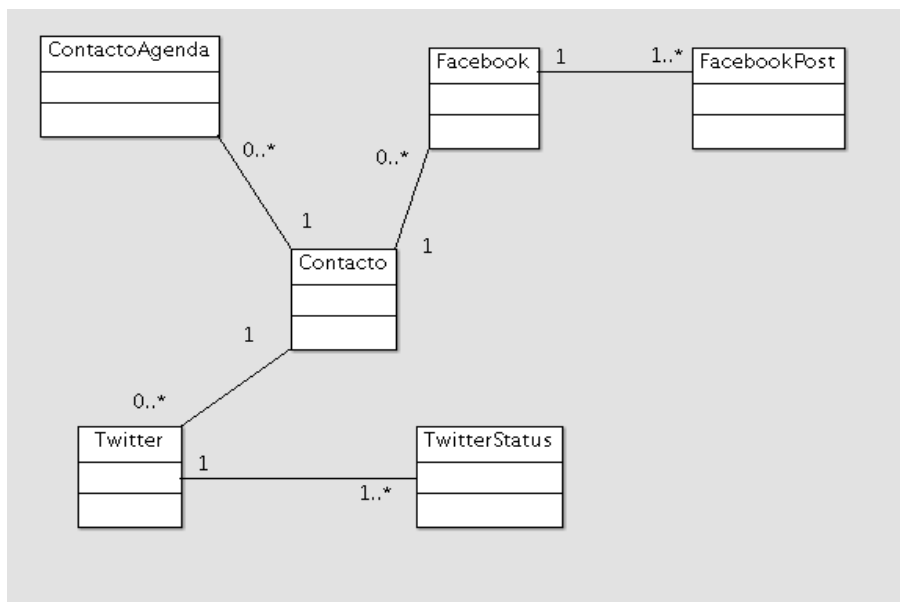 ContactoAgenda
Facebook
1
1..*
FacebookPost
0..*
0..*
1
1
Contacto
1
0..*
Twitter
1
1..*
TwitterStatus